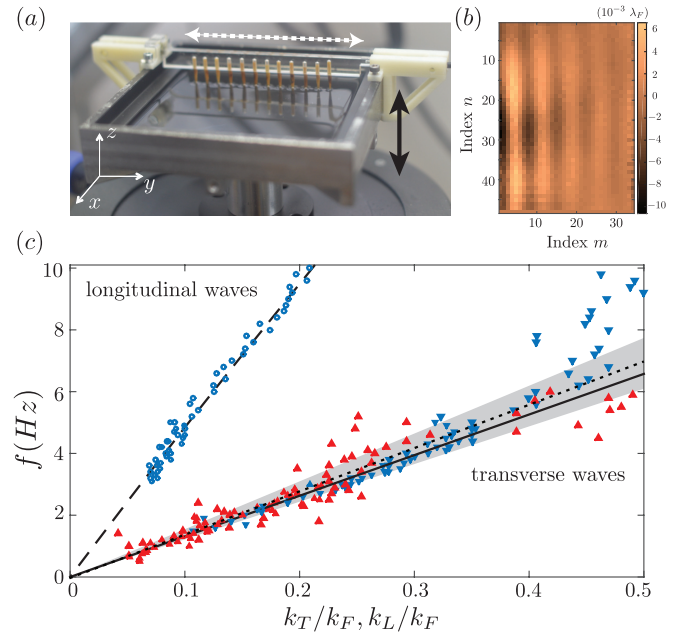 (a)
z
y
x
(b)
(10⁻³ λ_F)
6
4
2
0
−2
−4
−6
−8
−10
10
20
30
40
Index n
10 20 30
Index m
(c)
10
8
6
4
2
0
f(Hz)
longitudinal waves
transverse waves
0 0.1 0.2 0.3 0.4 0.5
k_T/k_F, k_L/k_F